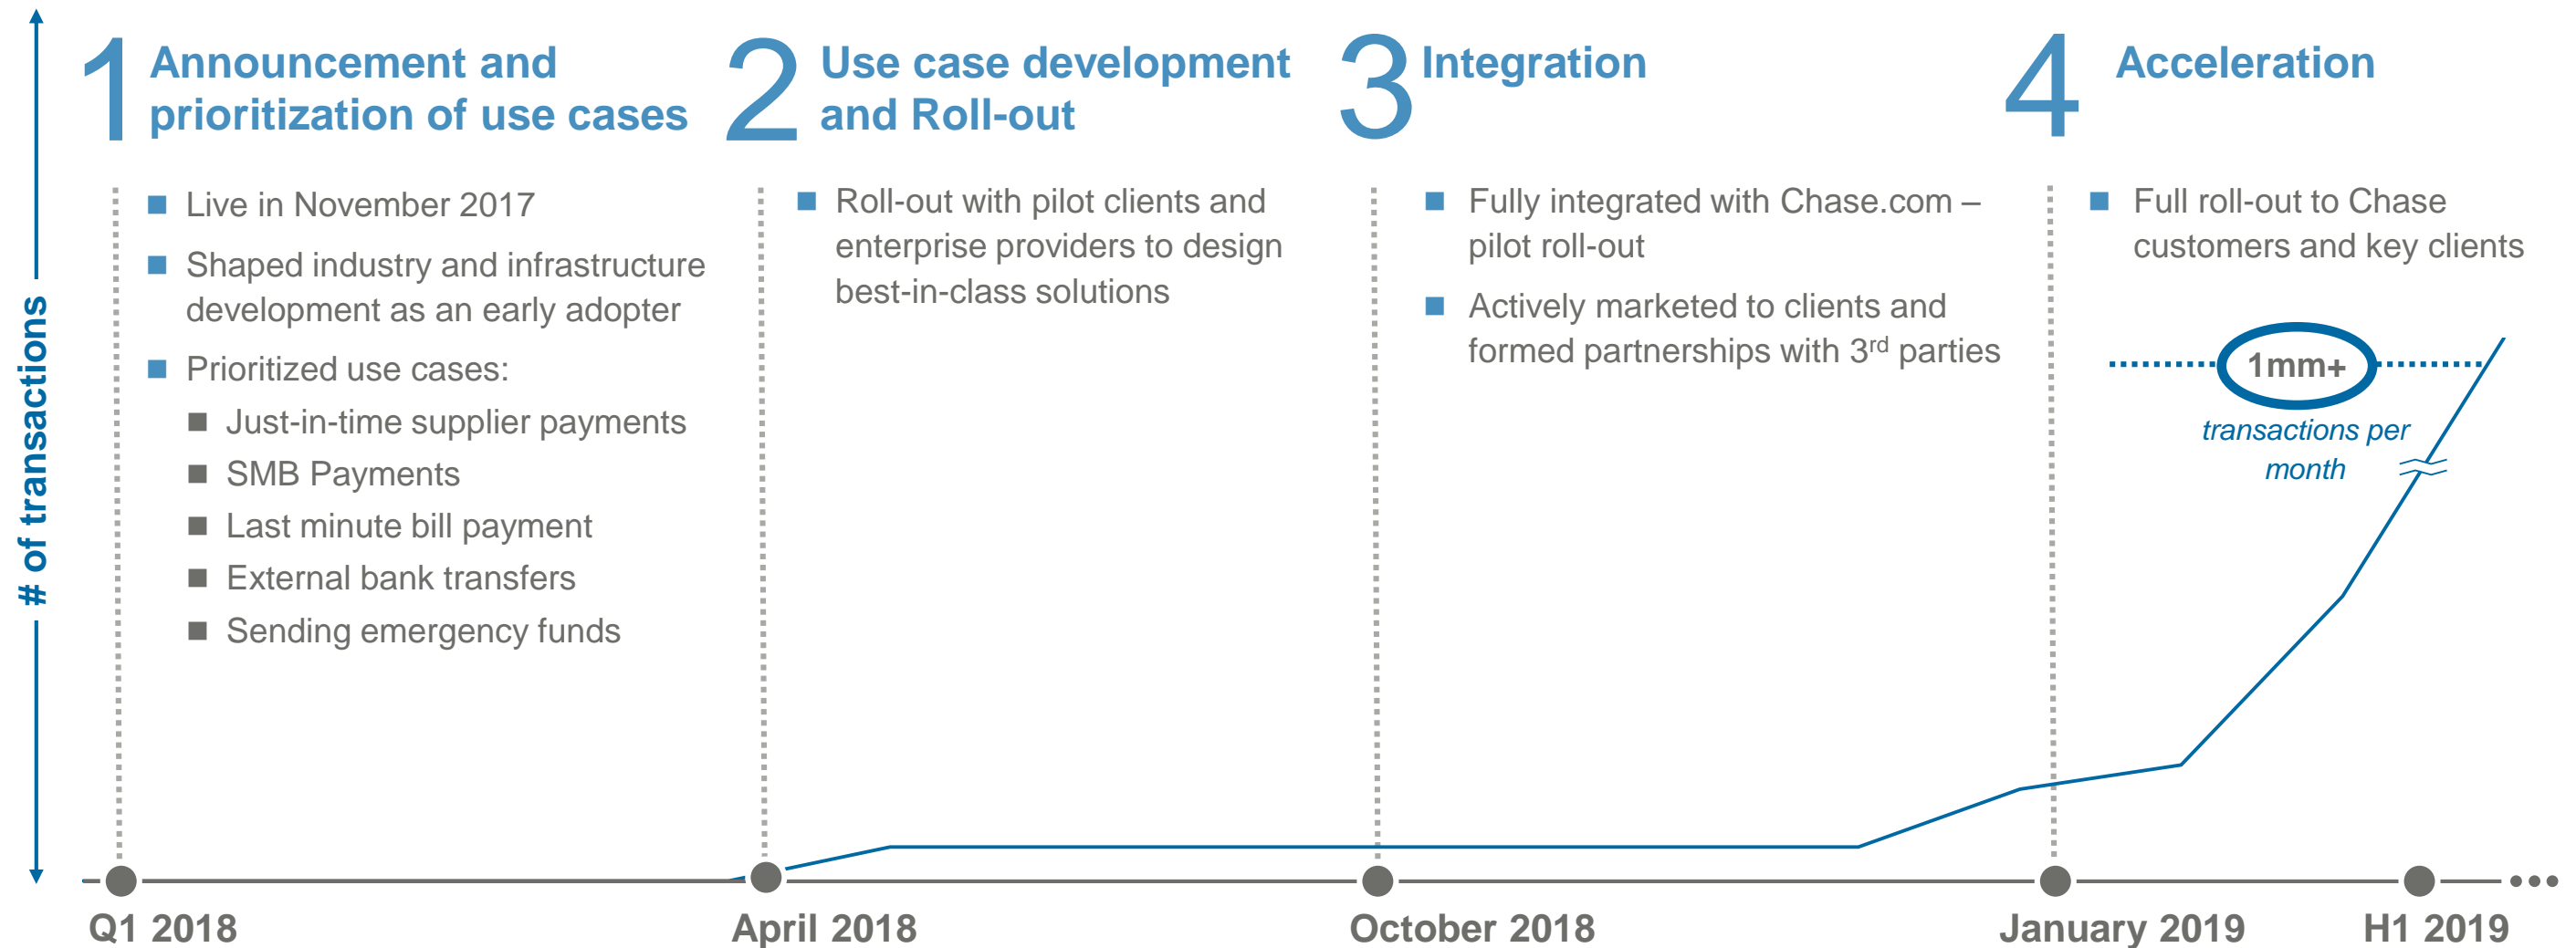 # of transactions
1
Announcement and
prioritization of use cases
Live in November 2017
Shaped industry and infrastructure
development as an early adopter
Prioritized use cases:
Just-in-time supplier payments
SMB Payments
Last minute bill payment
External bank transfers
Sending emergency funds
2
Use case development
and Roll-out
Roll-out with pilot clients and
enterprise providers to design
best-in-class solutions
3
Integration
Fully integrated with Chase.com –
pilot roll-out
Actively marketed to clients and
formed partnerships with 3rd parties
4
Acceleration
Full roll-out to Chase
customers and key clients
1mm+
transactions per
month
Q1 2018
April 2018
October 2018
January 2019
H1 2019